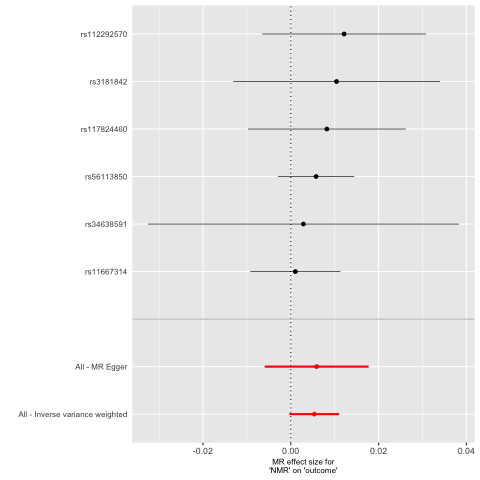 rs112292570
rs3181842
rs117824460
rs56113850
rs34638591
rs11667314
All - MR Egger
All - Inverse variance weighted
-0.02
0.00
0.02
0.04
MR effect size for
'NMR' on 'outcome'